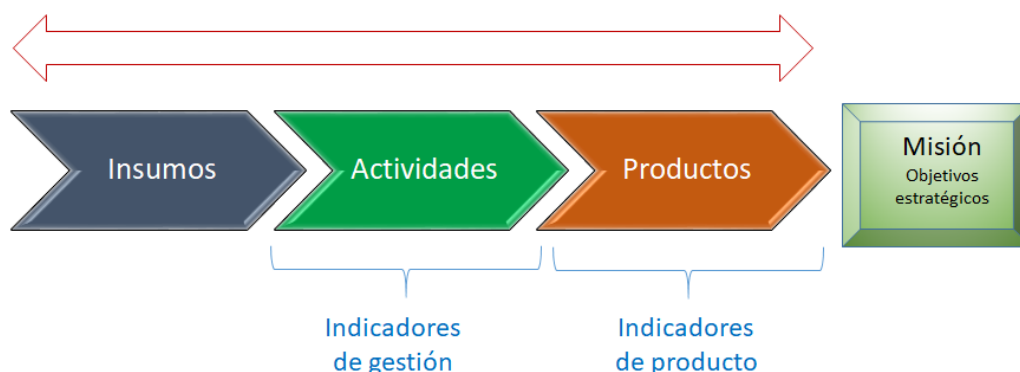 Insumos
Actividades
Productos
Misión
Objetivos
estratégicos
Indicadores
de gestión
Indicadores
de producto